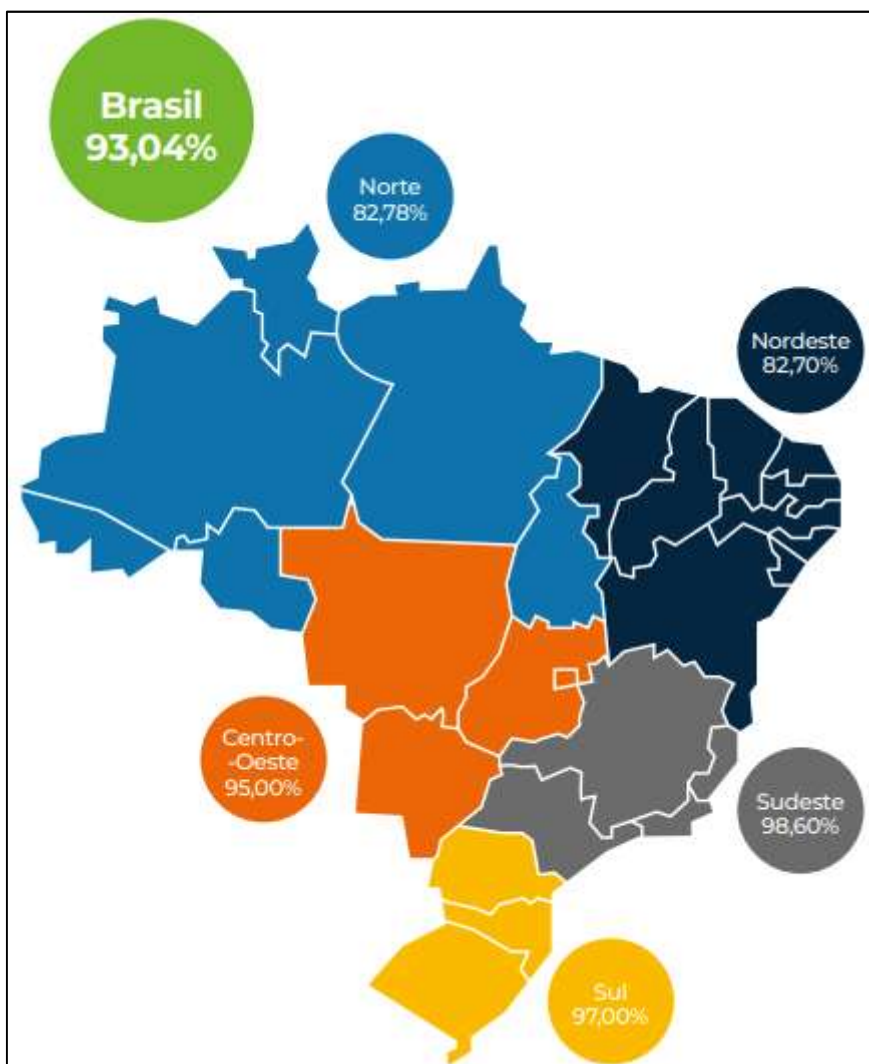 Brasil
93,04%
Norte
82,78%
Nordeste
82,70%
Centro-
-Oeste
95,00%
Sudeste
98,60%
Sul
97,00%